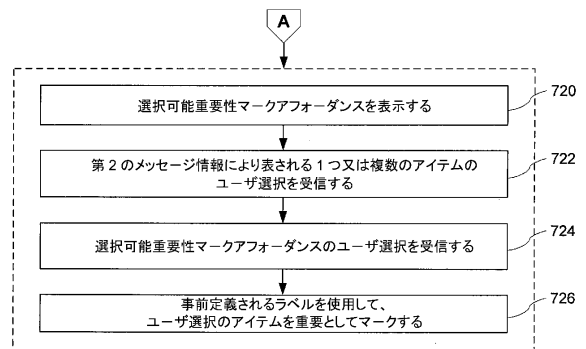 A
選択可能重要性マークアフォーダンスを表示する
720
第2のメッセージ情報により表される1つ又は複数のアイテムの
ユーザ選択を受信する
722
選択可能重要性マークアフォーダンスのユーザ選択を受信する
724
事前定義されるラベルを使用して、
ユーザ選択のアイテムを重要としてマークする
726